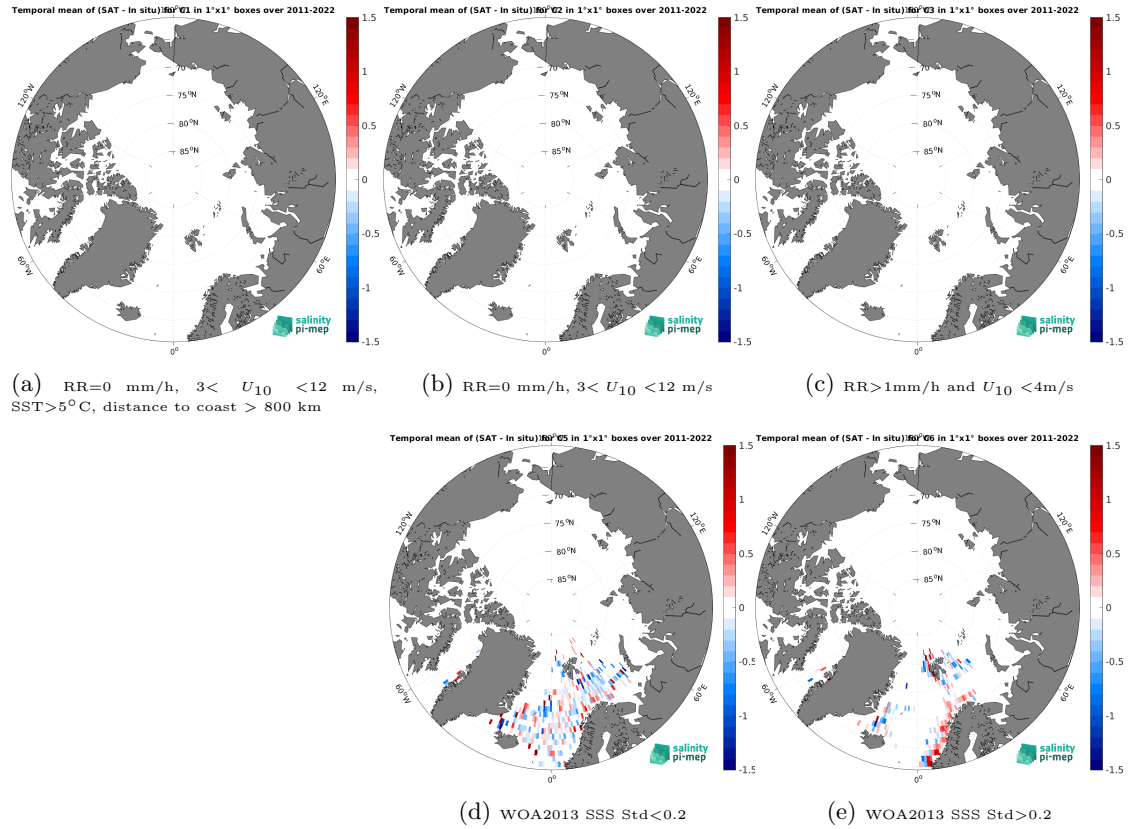 Temporal mean of (SAT - In situ) for C1 in 1°x1° boxes over 2011-2022
Temporal mean of (SAT - In situ) for C2 in 1°x1° boxes over 2011-2022
Temporal mean of (SAT - In situ) for C3 in 1°x1° boxes over 2011-2022
120°W
70°N
75°N
80°N
85°N
120°E
60°W
60°E
0°
salinity
pi-mep
1.5
1
0.5
0
-0.5
-1
-1.5
120°W
70°N
75°N
80°N
85°N
120°E
60°W
60°E
0°
salinity
pi-mep
1.5
1
0.5
0
-0.5
-1
-1.5
120°W
70°N
75°N
80°N
85°N
120°E
60°W
60°E
0°
salinity
pi-mep
1.5
1
0.5
0
-0.5
-1
-1.5
(a) RR=0 mm/h, 3< U10 <12 m/s,
SST>5°C, distance to coast > 800 km
(b) RR=0 mm/h, 3< U10 <12 m/s
(c) RR>1mm/h and U10 <4m/s
Temporal mean of (SAT - In situ) for C5 in 1°x1° boxes over 2011-2022
Temporal mean of (SAT - In situ) for C6 in 1°x1° boxes over 2011-2022
120°W
70°N
75°N
80°N
85°N
120°E
60°W
60°E
0°
salinity
pi-mep
1.5
1
0.5
0
-0.5
-1
-1.5
120°W
70°N
75°N
80°N
85°N
120°E
60°W
60°E
0°
salinity
pi-mep
1.5
1
0.5
0
-0.5
-1
-1.5
(d) WOA2013 SSS Std<0.2
(e) WOA2013 SSS Std>0.2